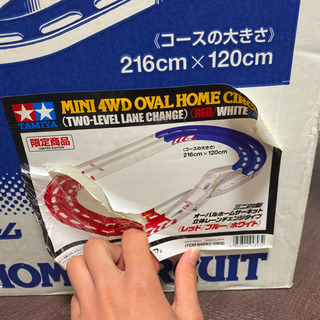 《コースの大きさ》
216cm×120cm
TAMIYA
MINI 4WD OVAL HOME CIRC
(TWO-LEVEL LANE CHANGE) (RED/WHITE/
限定商品
LIMITED EDITION
《コースの大きさ》
216cm×120cm
ミニ四駆
オーバルホームサーキット
立体レーンチェンジタイプ
(レッド/ブルー/ホワイト)
HOME CIRCUIT